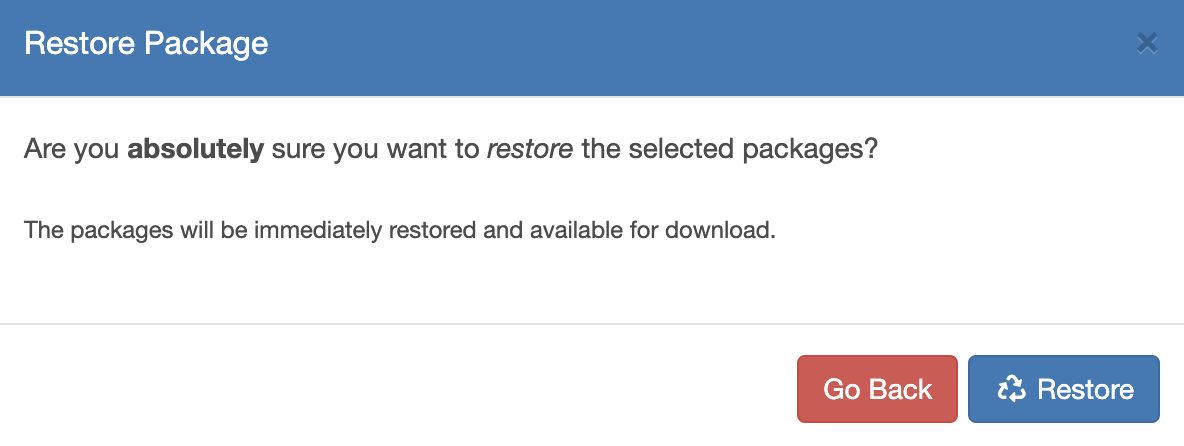 Restore Package
Are you absolutely sure you want to restore the selected packages?
The packages will be immediately restored and available for download.
Go Back
Restore